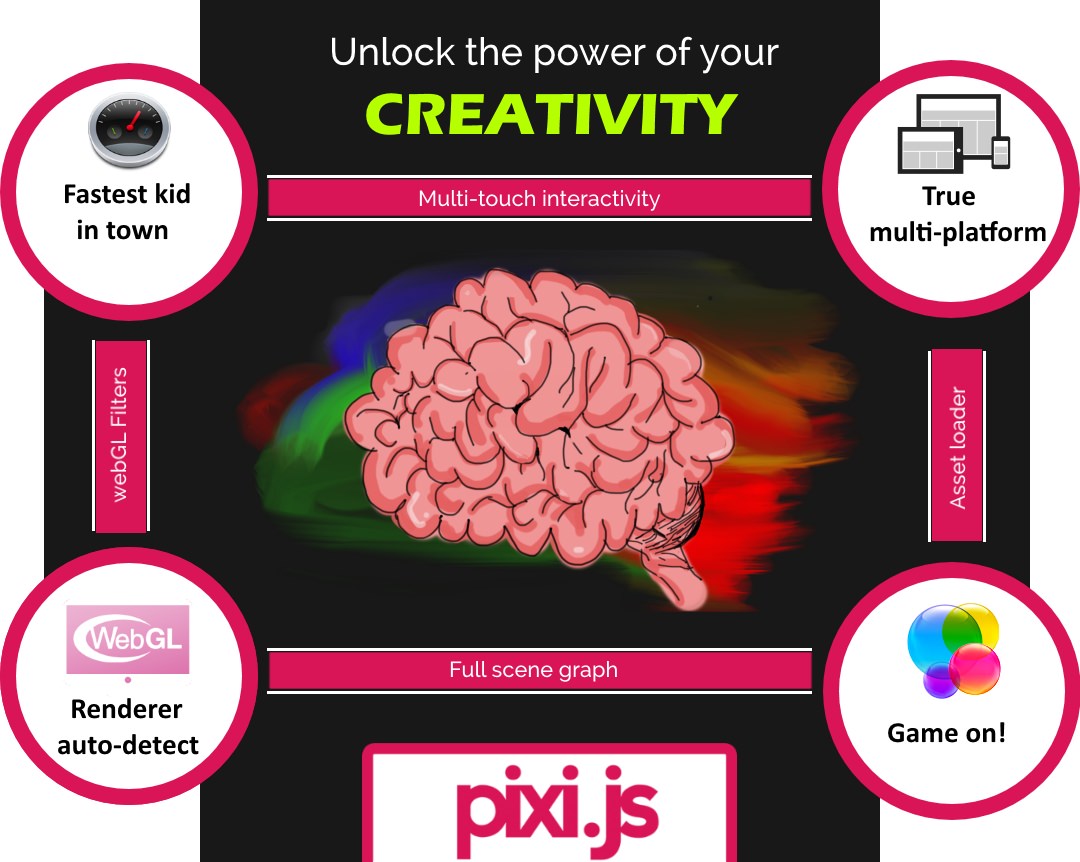 Unlock the power of your
CREATIVITY
Fastest kid
in town
Multi-touch interactivity
True
multi-platform
webGL Filters
Asset loader
WebGL
Renderer
auto-detect
Full scene graph
Game on!
pixi.js